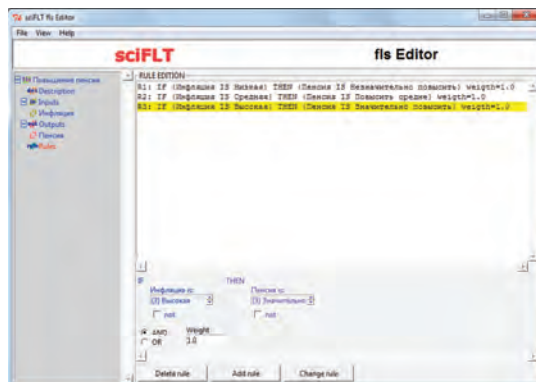 sciFLT fls Editor
File View Help
sciFLT fls Editor
Повышение пенсии
Description
Inputs
Инфляция
Outputs
Пенсия
Rules
RULE EDITION
R1: IF (Инфляция IS Низкая) THEN (Пенсия IS Незначительно повысить) weigth=1.0
R2: IF (Инфляция IS Средняя) THEN (Пенсия IS Повысить средне) weigth=1.0
R3: IF (Инфляция IS Высокая) THEN (Пенсия IS Значительно повысить) weigth=1.0
IF THEN
Инфляция is: Пенсия is:
(3) Высокая (3) Значительно
not not
AND Weight
OR 1.0
Delete rule Add rule Change rule